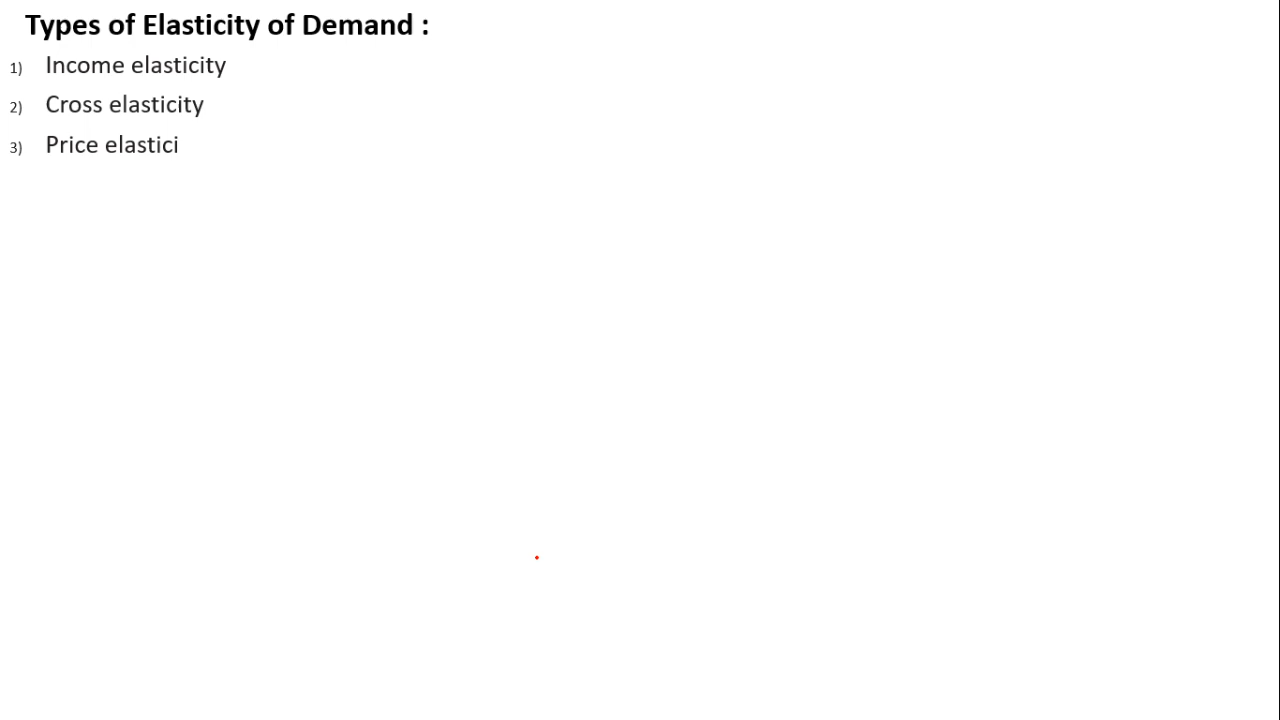 Types of Elasticity of Demand :
1) Income elasticity
2) Cross elasticity
3) Price elastici